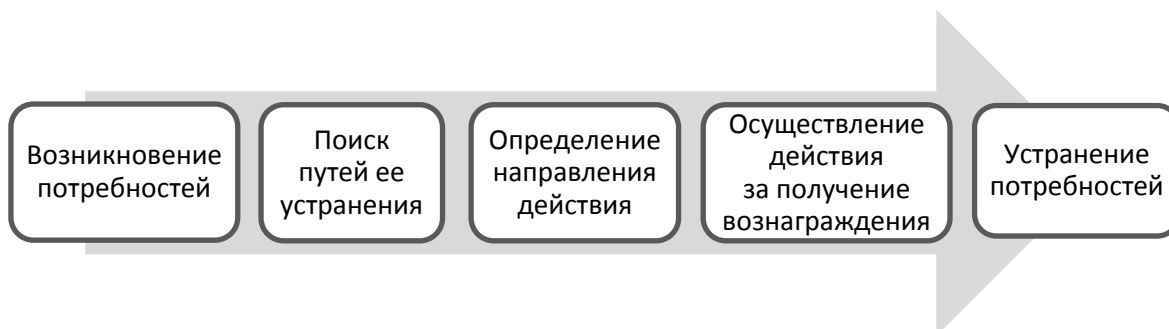 Возникновение
потребностей
Поиск
путей ее
устранения
Определение
направления
действия
Осуществление
действия
за получение
вознаграждения
Устранение
потребностей